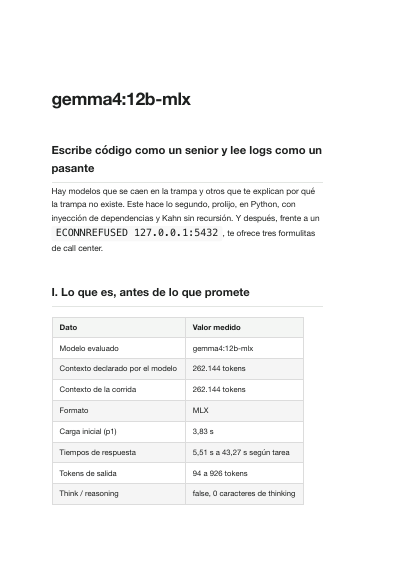 gemma4:12b-mlx
Escribe código como un senior y lee logs como un
pasante
Hay modelos que se caen en la trampa y otros que te explican por qué
la trampa no existe. Este hace lo segundo, prolijo, en Python, con
inyección de dependencias y Kahn sin recursión. Y después, frente a un
ECONNREFUSED 127.0.0.1:5432 , te ofrece tres formulitas
de call center.
I. Lo que es, antes de lo que promete
Dato Valor medido
Modelo evaluado gemma4:12b-mlx
Contexto declarado por el modelo 262.144 tokens
Contexto de la corrida 262.144 tokens
Formato MLX
Carga inicial (p1) 3,83 s
Tiempos de respuesta 5,51 s a 43,27 s según tarea
Tokens de salida 94 a 926 tokens
Think / reasoning false, 0 caracteres de thinking